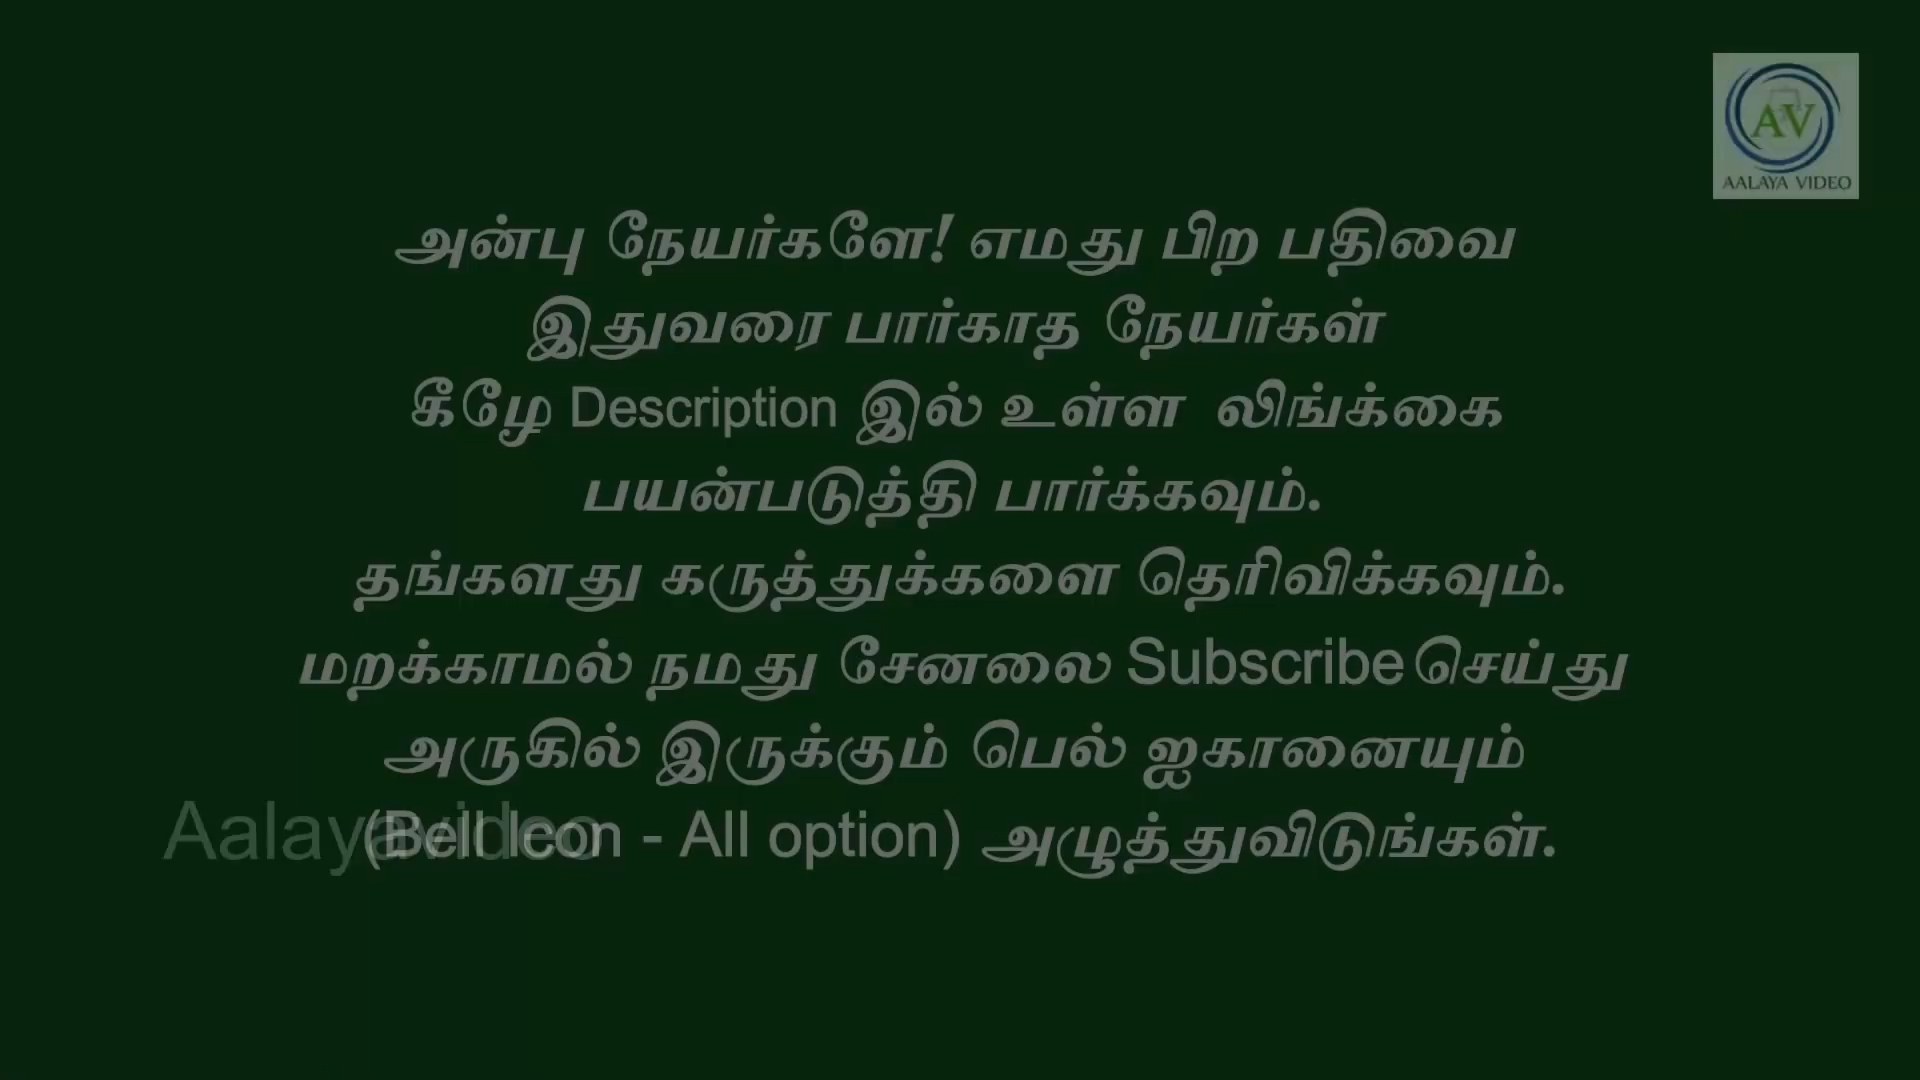 AV
AALAYA VIDEO
அன்பு நேயர்களே! எமது பிற பதிவை
இதுவரை பார்காத நேயர்கள்
கீழே Description இல் உள்ள லிங்க்கை
பயன்படுத்தி பார்க்கவும்.
தங்களது கருத்துக்களை தெரிவிக்கவும்.
மறக்காமல் நமது சேனலை Subscribe செய்து
அருகில் இருக்கும் பெல் ஐகானையும்
(Bell Icon - All option) அழுத்துவிடுங்கள்.
Aalayavideo